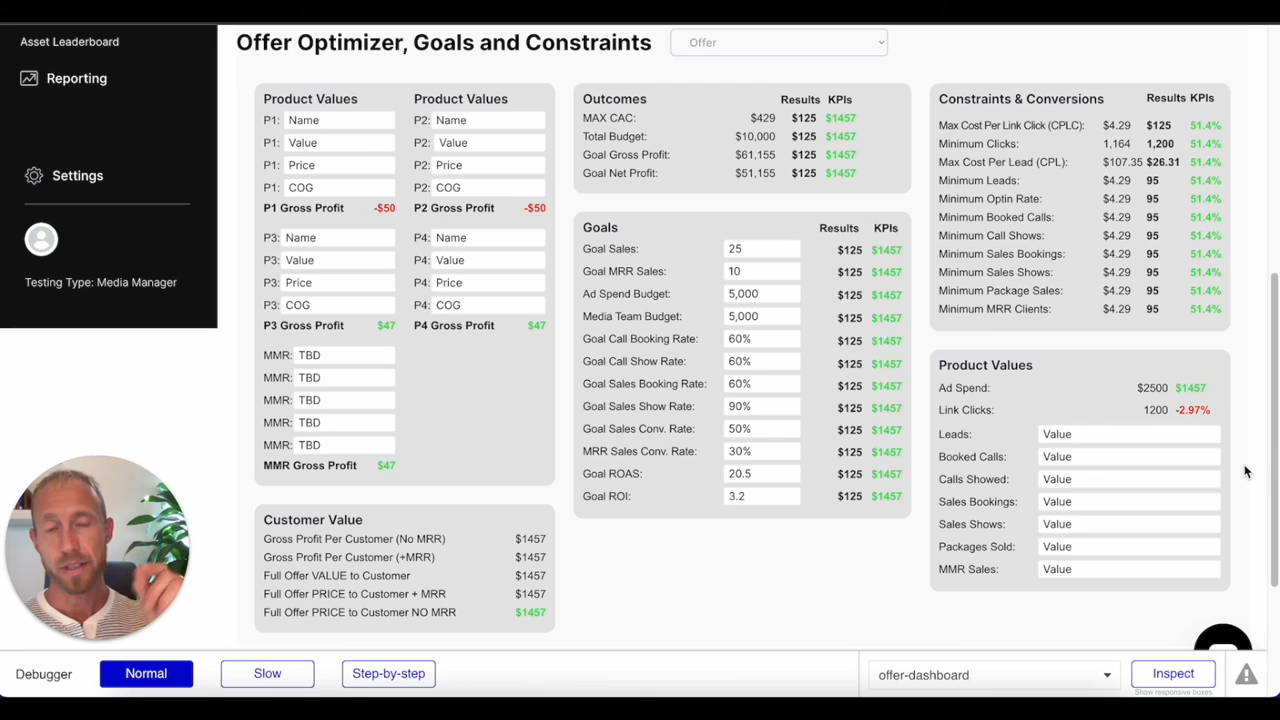 Asset Leaderboard
Reporting
Settings
Testing Type: Media Manager
Offer Optimizer, Goals and Constraints
Offer
Product Values
P1: Name
P1: Value
P1: Price
P1: COG
P1 Gross Profit -$50
Product Values
P2: Name
P2: Value
P2: Price
P2: COG
P2 Gross Profit -$50
P3: Name
P3: Value
P3: Price
P3: COG
P3 Gross Profit $47
P4: Name
P4: Value
P4: Price
P4: COG
P4 Gross Profit $47
MMR: TBD
MMR: TBD
MMR: TBD
MMR: TBD
MMR: TBD
MMR Gross Profit $47
Customer Value
Gross Profit Per Customer (No MRR) $1457
Gross Profit Per Customer (+MRR) $1457
Full Offer VALUE to Customer $1457
Full Offer PRICE to Customer + MRR $1457
Full Offer PRICE to Customer NO MRR $1457
Outcomes Results KPIs
MAX CAC: $429 $125 $1457
Total Budget: $10,000 $125 $1457
Goal Gross Profit: $61,155 $125 $1457
Goal Net Profit: $51,155 $125 $1457
Goals Results KPIs
Goal Sales: 25 $125 $1457
Goal MRR Sales: 10 $125 $1457
Ad Spend Budget: 5,000 $125 $1457
Media Team Budget: 5,000 $125 $1457
Goal Call Booking Rate: 60% $125 $1457
Goal Call Show Rate: 60% $125 $1457
Goal Sales Booking Rate: 60% $125 $1457
Goal Sales Show Rate: 90% $125 $1457
Goal Sales Conv. Rate: 50% $125 $1457
MRR Sales Conv. Rate: 30% $125 $1457
Goal ROAS: 20.5 $125 $1457
Goal ROI: 3.2 $125 $1457
Constraints & Conversions Results KPIs
Max Cost Per Link Click (CPLC): $4.29 $125 51.4%
Minimum Clicks: 1,164 1,200 51.4%
Max Cost Per Lead (CPL): $107.35 $26.31 51.4%
Minimum Leads: $4.29 95 51.4%
Minimum Optin Rate: $4.29 95 51.4%
Minimum Booked Calls: $4.29 95 51.4%
Minimum Call Shows: $4.29 95 51.4%
Minimum Sales Bookings: $4.29 95 51.4%
Minimum Sales Shows: $4.29 95 51.4%
Minimum Package Sales: $4.29 95 51.4%
Minimum MRR Clients: $4.29 95 51.4%
Product Values
Ad Spend: $2500 $1457
Link Clicks: 1200 -2.97%
Leads: Value
Booked Calls: Value
Calls Showed: Value
Sales Bookings: Value
Sales Shows: Value
Packages Sold: Value
MMR Sales: Value
Debugger
Normal
Slow
Step-by-step
offer-dashboard
Inspect
Show responsive boxes